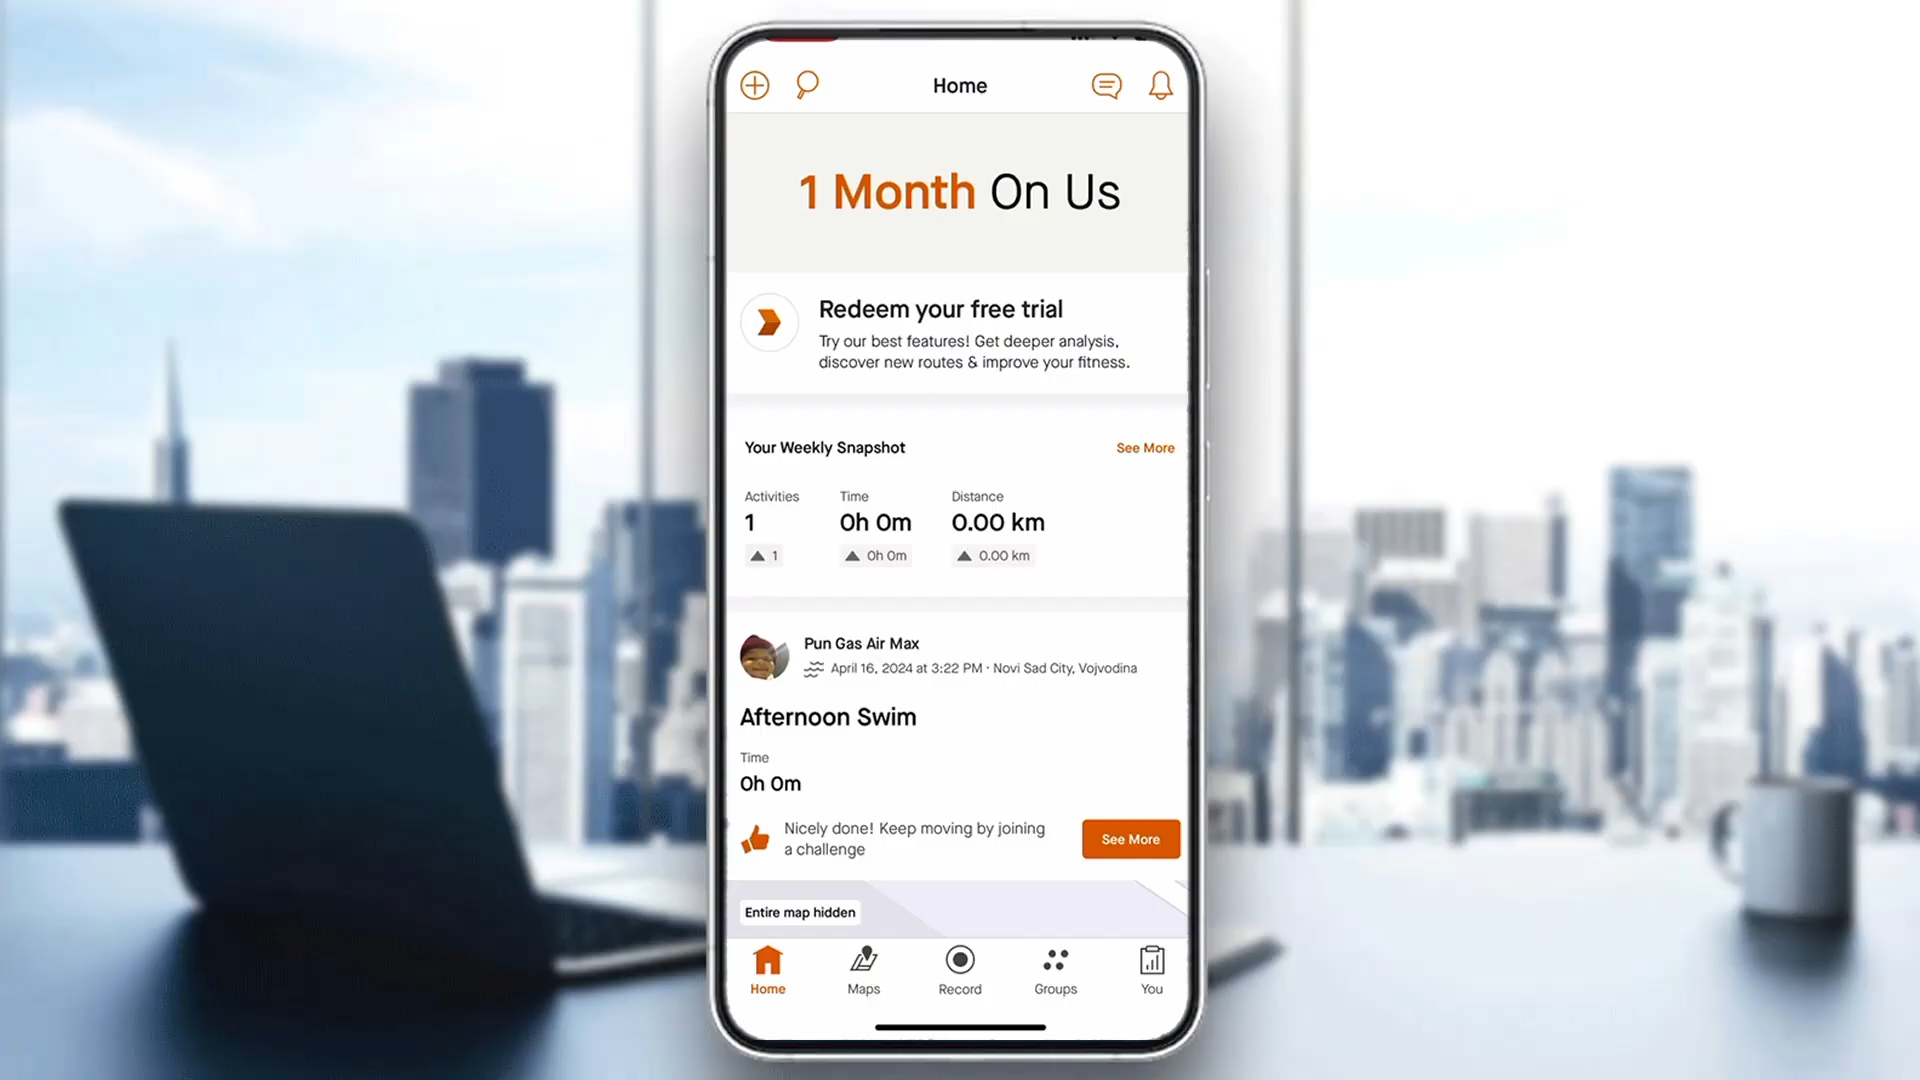 Home
1 Month On Us
Redeem your free trial
Try our best features! Get deeper analysis,
discover new routes & improve your fitness.
Your Weekly Snapshot
See More
Activities
Time
Distance
1
0h 0m
0.00 km
1
0h 0m
0.00 km
Pun Gas Air Max
April 16, 2024 at 3:22 PM · Novi Sad City, Vojvodina
Afternoon Swim
Time
0h 0m
Nicely done! Keep moving by joining
a challenge
See More
Entire map hidden
Home
Maps
Record
Groups
You